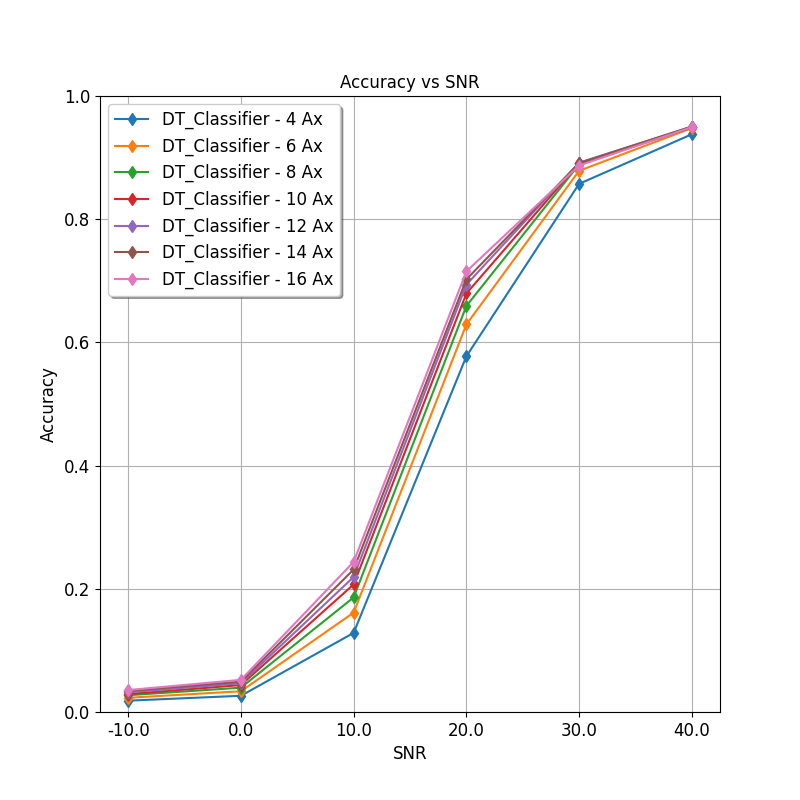 Accuracy vs SNR
1.0
DT_Classifier - 4 Ax
DT_Classifier - 6 Ax
DT_Classifier - 8 Ax
DT_Classifier - 10 Ax
DT_Classifier - 12 Ax
DT_Classifier - 14 Ax
DT_Classifier - 16 Ax
0.8
0.6
0.4
0.2
0.0
Accuracy
-10.0 0.0 10.0 20.0 30.0 40.0
SNR